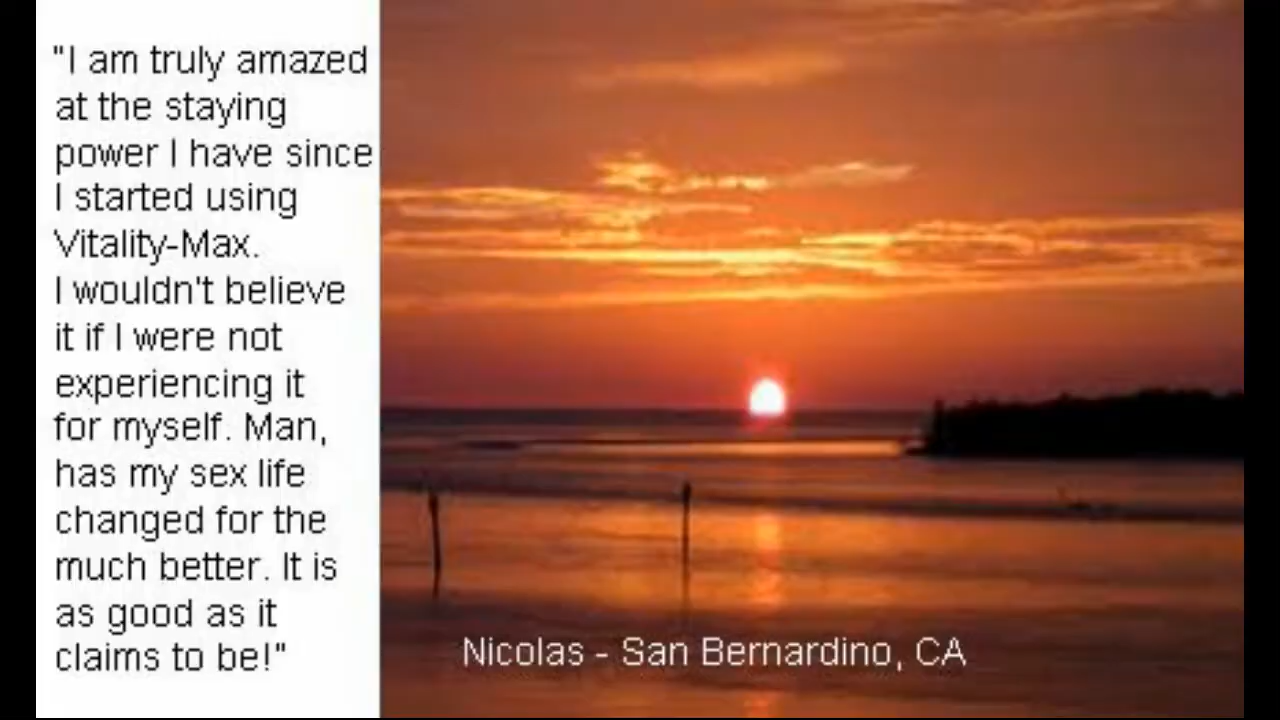 "I am truly amazed
at the staying
power I have since
I started using
Vitality-Max.
I wouldn't believe
it if I were not
experiencing it
for myself. Man,
has my sex life
changed for the
much better. It is
as good as it
claims to be!"
Nicolas - San Bernardino, CA